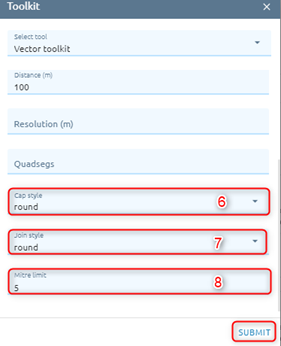 Toolkit
Select tool
Vector toolkit
Distance (m)
100
Resolution (m)
Quadsegs
Cap style
round
6
Join style
round
7
Mitre limit
5
8
SUBMIT